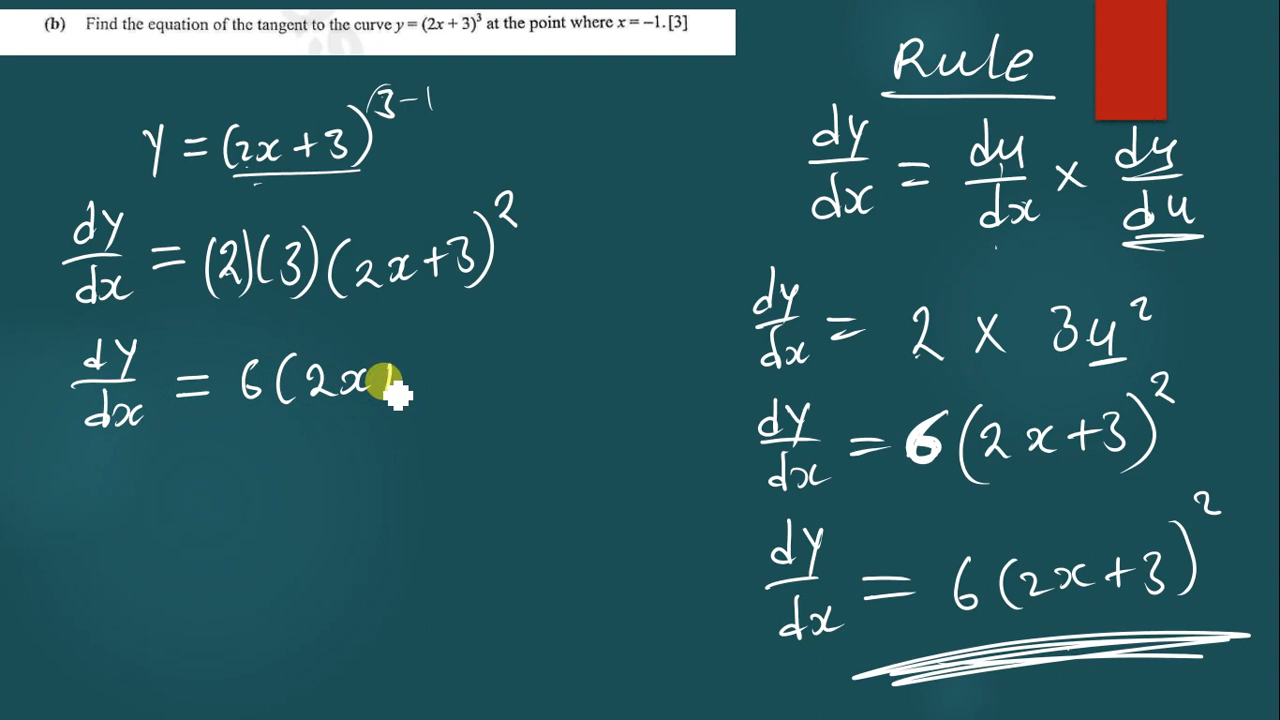 (b) Find the equation of the tangent to the curve y = (2x + 3)³ at the point where x = −1. [3]
y = (2x + 3)^(3 − 1
dy/dx = (2)(3)(2x + 3)²
dy/dx = 6(2x
Rule
dy/dx = du/dx × dy/du
dy/dx = 2 × 3u²
dy/dx = 6(2x + 3)²
dy/dx = 6(2x + 3)²